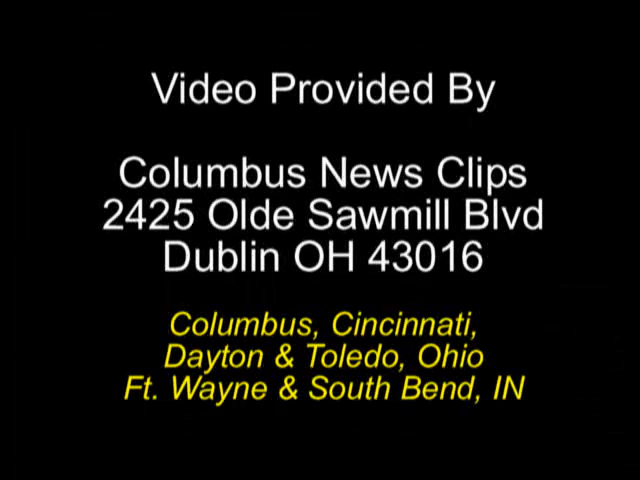 Video Provided By
Columbus News Clips
2425 Olde Sawmill Blvd
Dublin OH 43016
Columbus, Cincinnati,
Dayton & Toledo, Ohio
Ft. Wayne & South Bend, IN